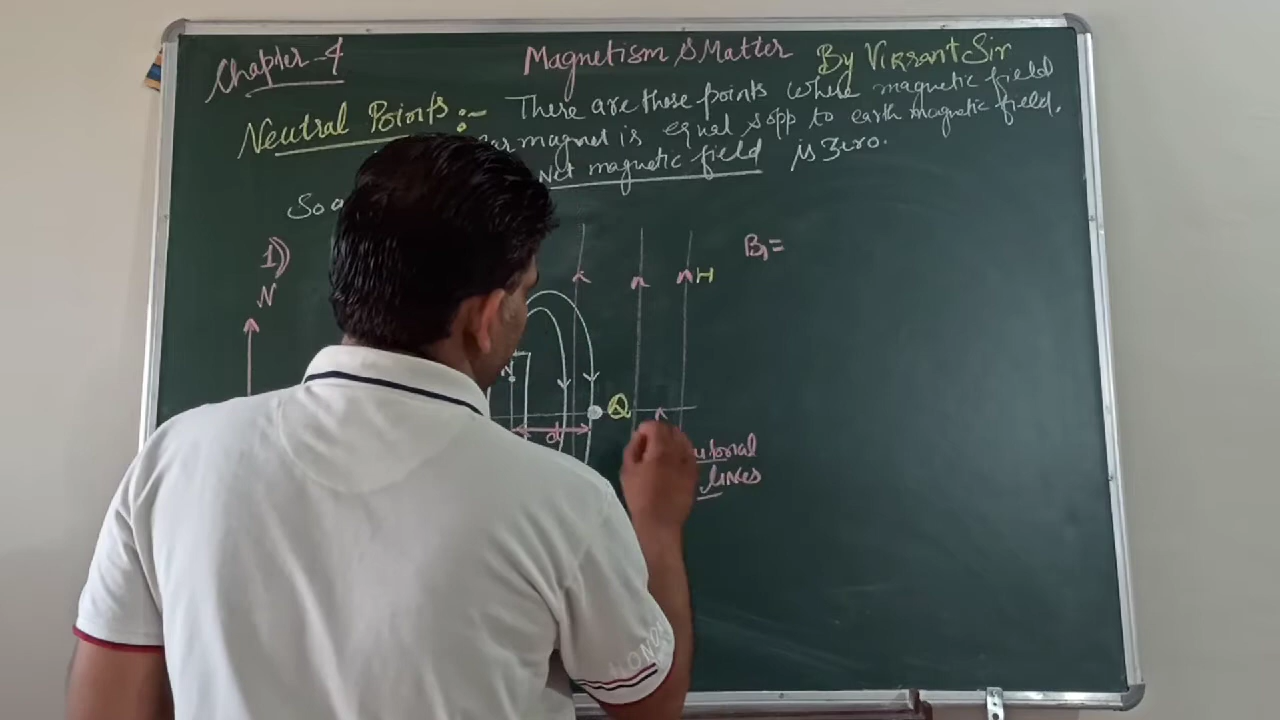 Chapter-4 Magnetism & Matter By Vikrant Sir
Neutral Points :- There are those points where magnetic field
magnet is equal & opp to earth magnetic field.
Net magnetic field is zero.
So
1)
N
H
B₁=
N
Q
d
lines